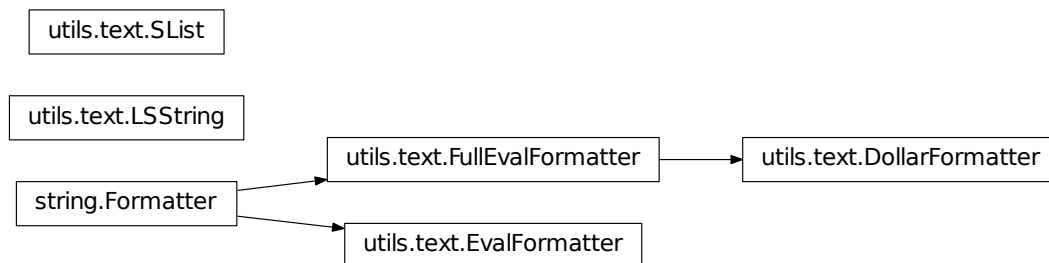 utils.text.SList
utils.text.LSString
string.Formatter
utils.text.FullEvalFormatter
utils.text.DollarFormatter
utils.text.EvalFormatter